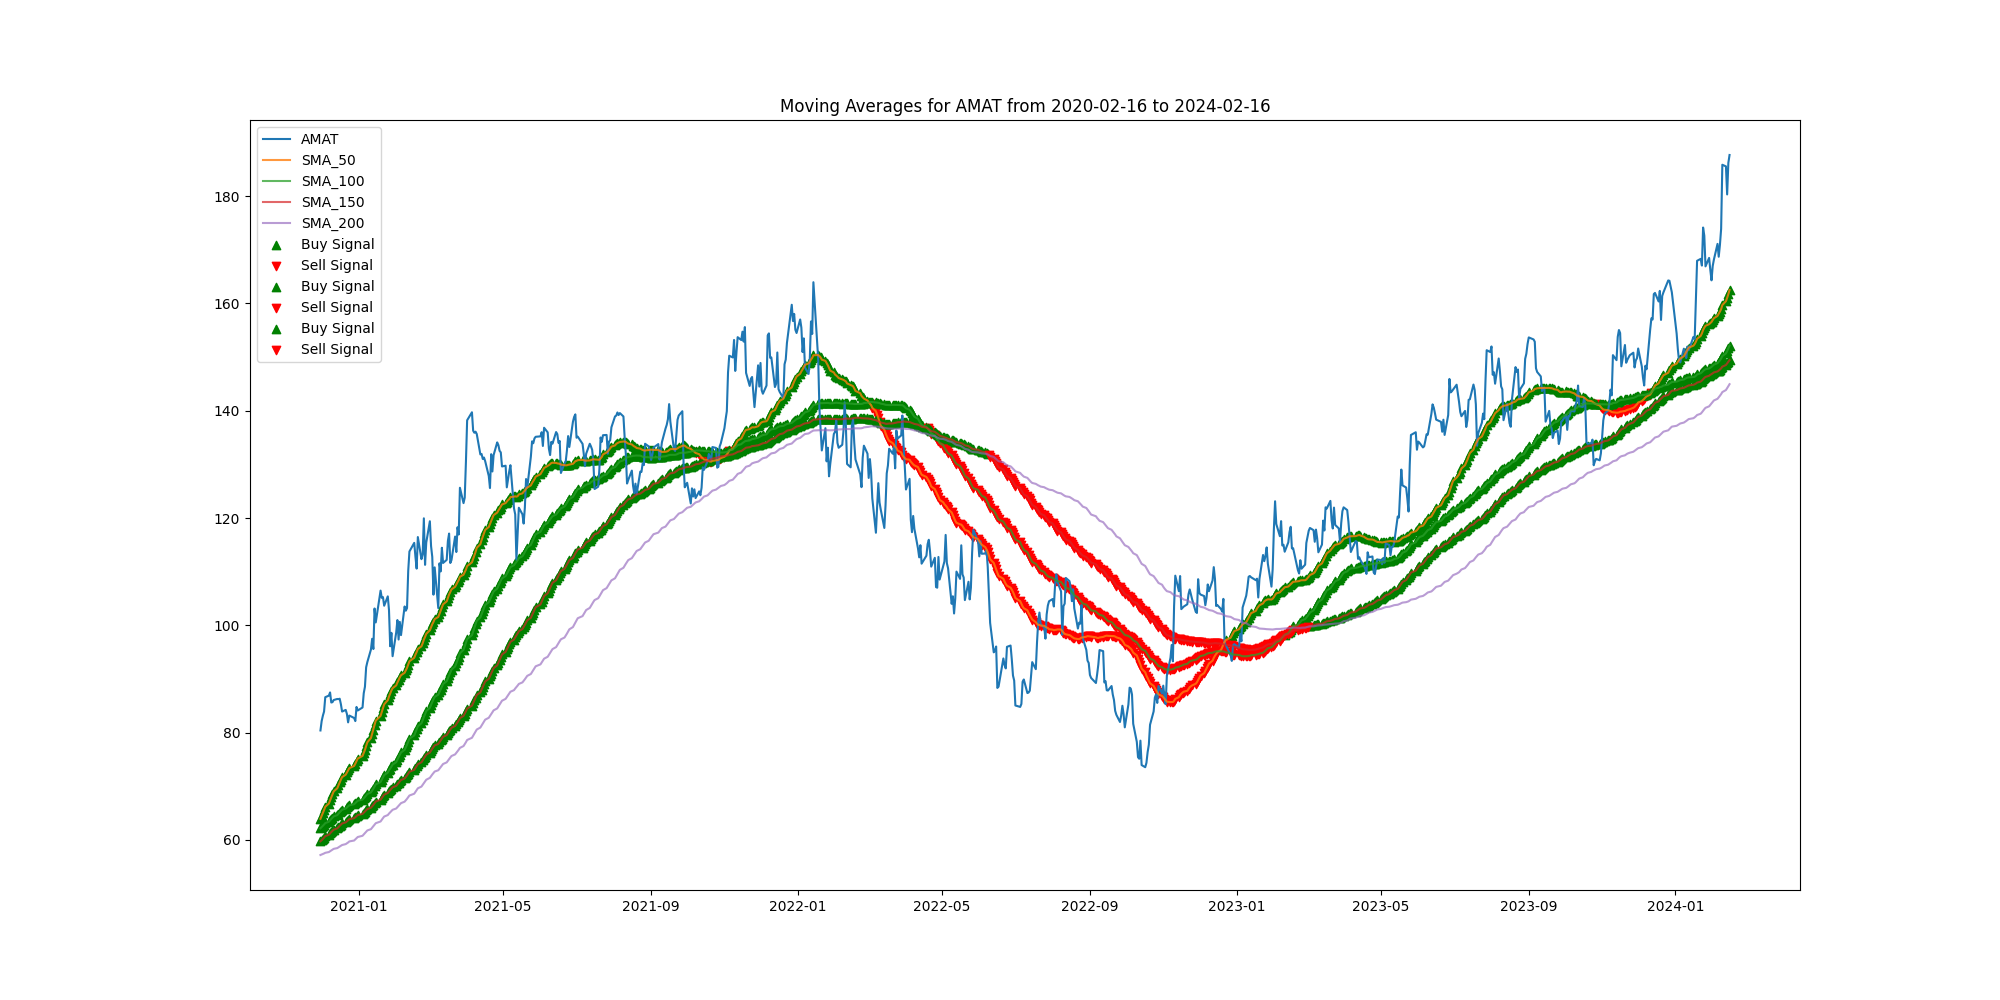 Moving Averages for AMAT from 2020-02-16 to 2024-02-16
AMAT
SMA_50
SMA_100
SMA_150
SMA_200
Buy Signal
Sell Signal
Buy Signal
Sell Signal
Buy Signal
Sell Signal
180
160
140
120
100
80
60
2021-01
2021-05
2021-09
2022-01
2022-05
2022-09
2023-01
2023-05
2023-09
2024-01